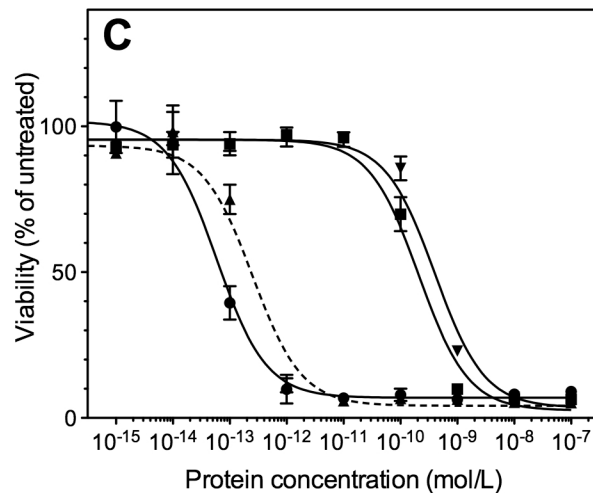 C
Viability (% of untreated)
100
50
0
10⁻¹⁵ 10⁻¹⁴ 10⁻¹³ 10⁻¹² 10⁻¹¹ 10⁻¹⁰ 10⁻⁹ 10⁻⁸ 10⁻⁷
Protein concentration (mol/L)